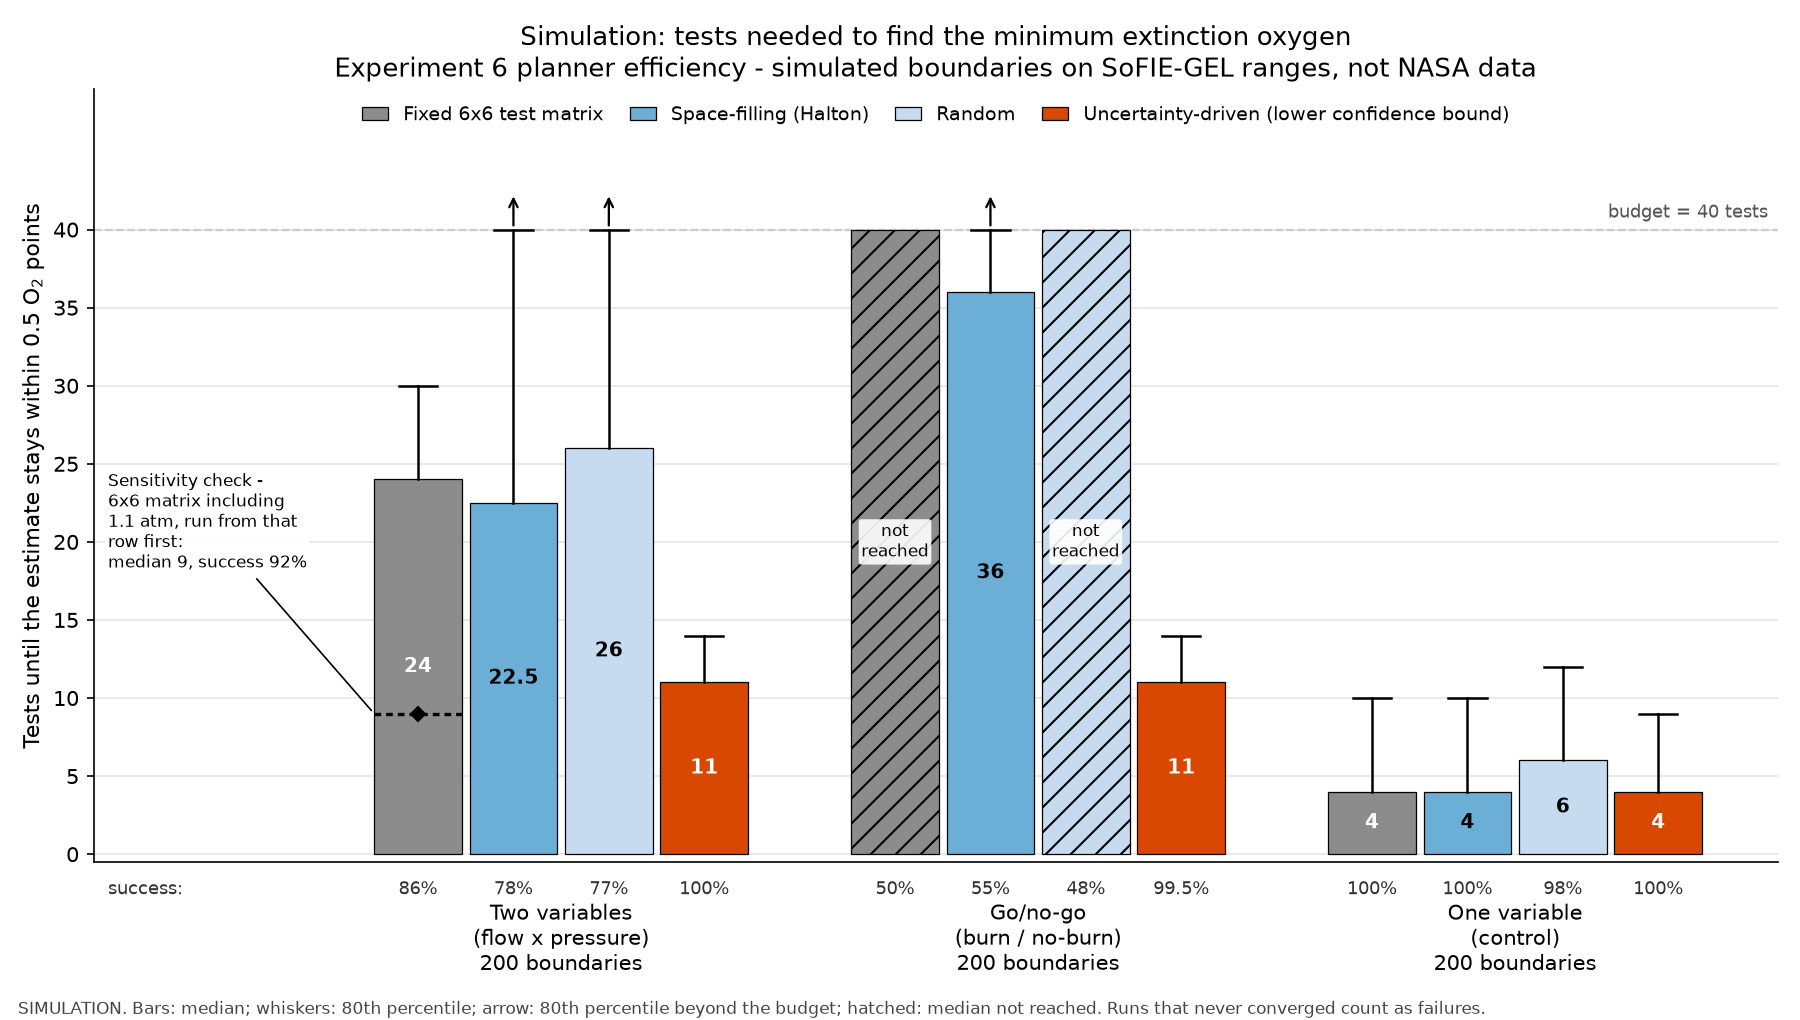 Simulation: tests needed to find the minimum extinction oxygen
Experiment 6 planner efficiency - simulated boundaries on SoFIE-GEL ranges, not NASA data
Fixed 6x6 test matrix
Space-filling (Halton)
Random
Uncertainty-driven (lower confidence bound)
budget = 40 tests
Tests until the estimate stays within 0.5 O₂ points
40
35
30
25
20
15
10
5
0
Sensitivity check -
6x6 matrix including
1.1 atm, run from that
row first:
median 9, success 92%
24
22.5
26
11
not
reached
36
not
reached
11
4
4
6
4
success:
86%
78%
77%
100%
50%
55%
48%
99.5%
100%
100%
98%
100%
Two variables
(flow x pressure)
200 boundaries
Go/no-go
(burn / no-burn)
200 boundaries
One variable
(control)
200 boundaries
SIMULATION. Bars: median; whiskers: 80th percentile; arrow: 80th percentile beyond the budget; hatched: median not reached. Runs that never converged count as failures.